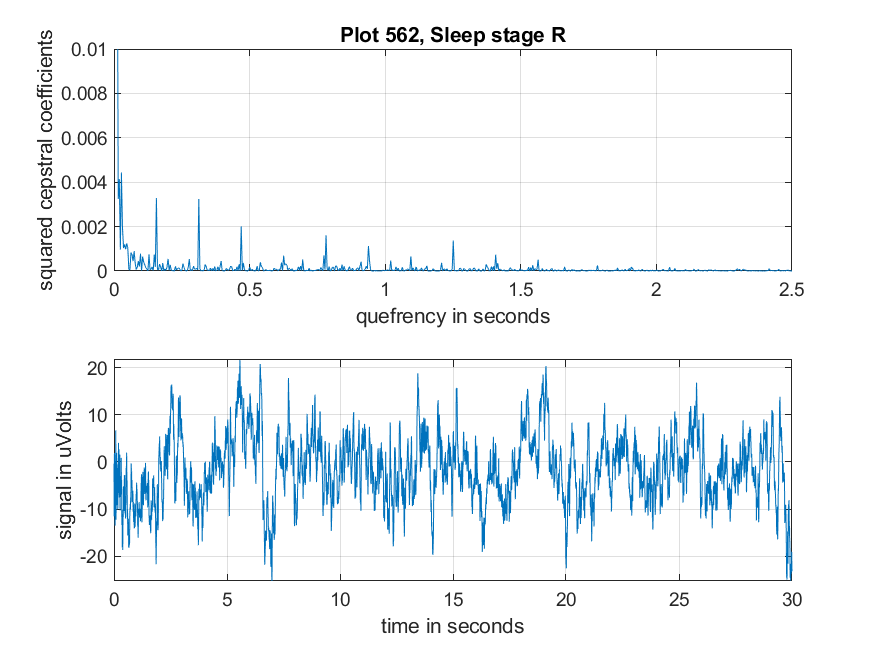 Plot 562, Sleep stage R
squared cepstral coefficients
0.01
0.008
0.006
0.004
0.002
0
0 0.5 1 1.5 2 2.5
quefrency in seconds
signal in uVolts
20
10
0
-10
-20
0 5 10 15 20 25 30
time in seconds